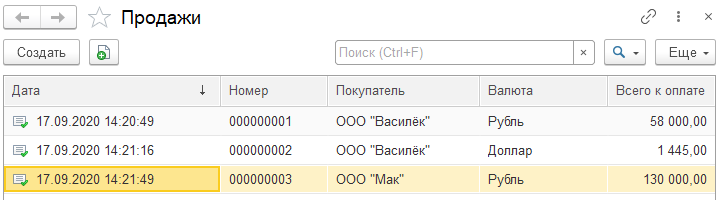 Продажи
Создать Поиск (Ctrl+F) × Еще
Дата ↓ Номер Покупатель Валюта Всего к оплате
17.09.2020 14:20:49 000000001 ООО "Василёк" Рубль 58 000,00
17.09.2020 14:21:16 000000002 ООО "Василёк" Доллар 1 445,00
17.09.2020 14:21:49 000000003 ООО "Мак" Рубль 130 000,00